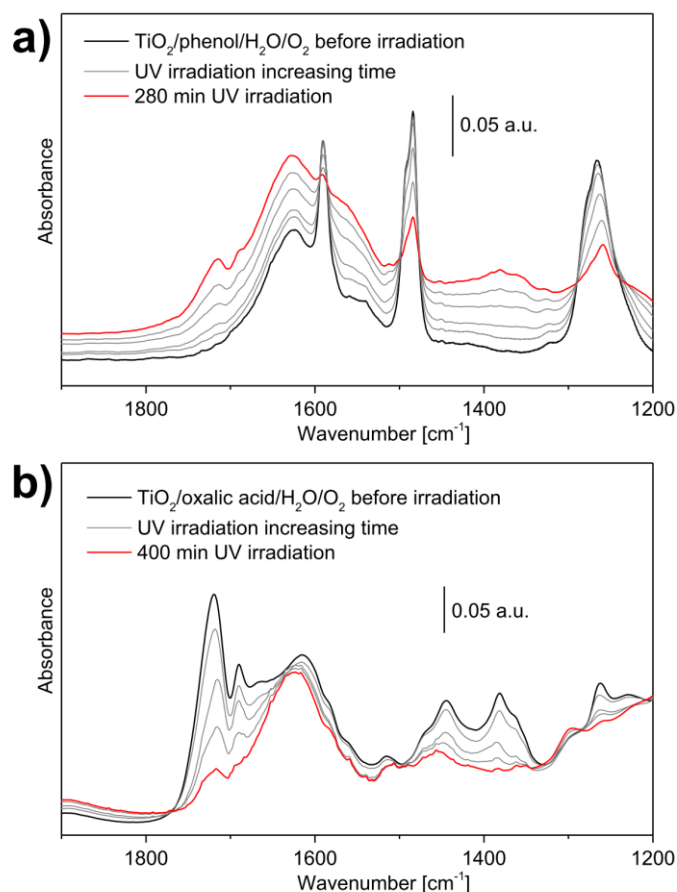 a)
TiO₂/phenol/H₂O/O₂ before irradiation
UV irradiation increasing time
280 min UV irradiation
0.05 a.u.
Absorbance
1800 1600 1400 1200
Wavenumber [cm⁻¹]
b)
TiO₂/oxalic acid/H₂O/O₂ before irradiation
UV irradiation increasing time
400 min UV irradiation
0.05 a.u.
Absorbance
1800 1600 1400 1200
Wavenumber [cm⁻¹]